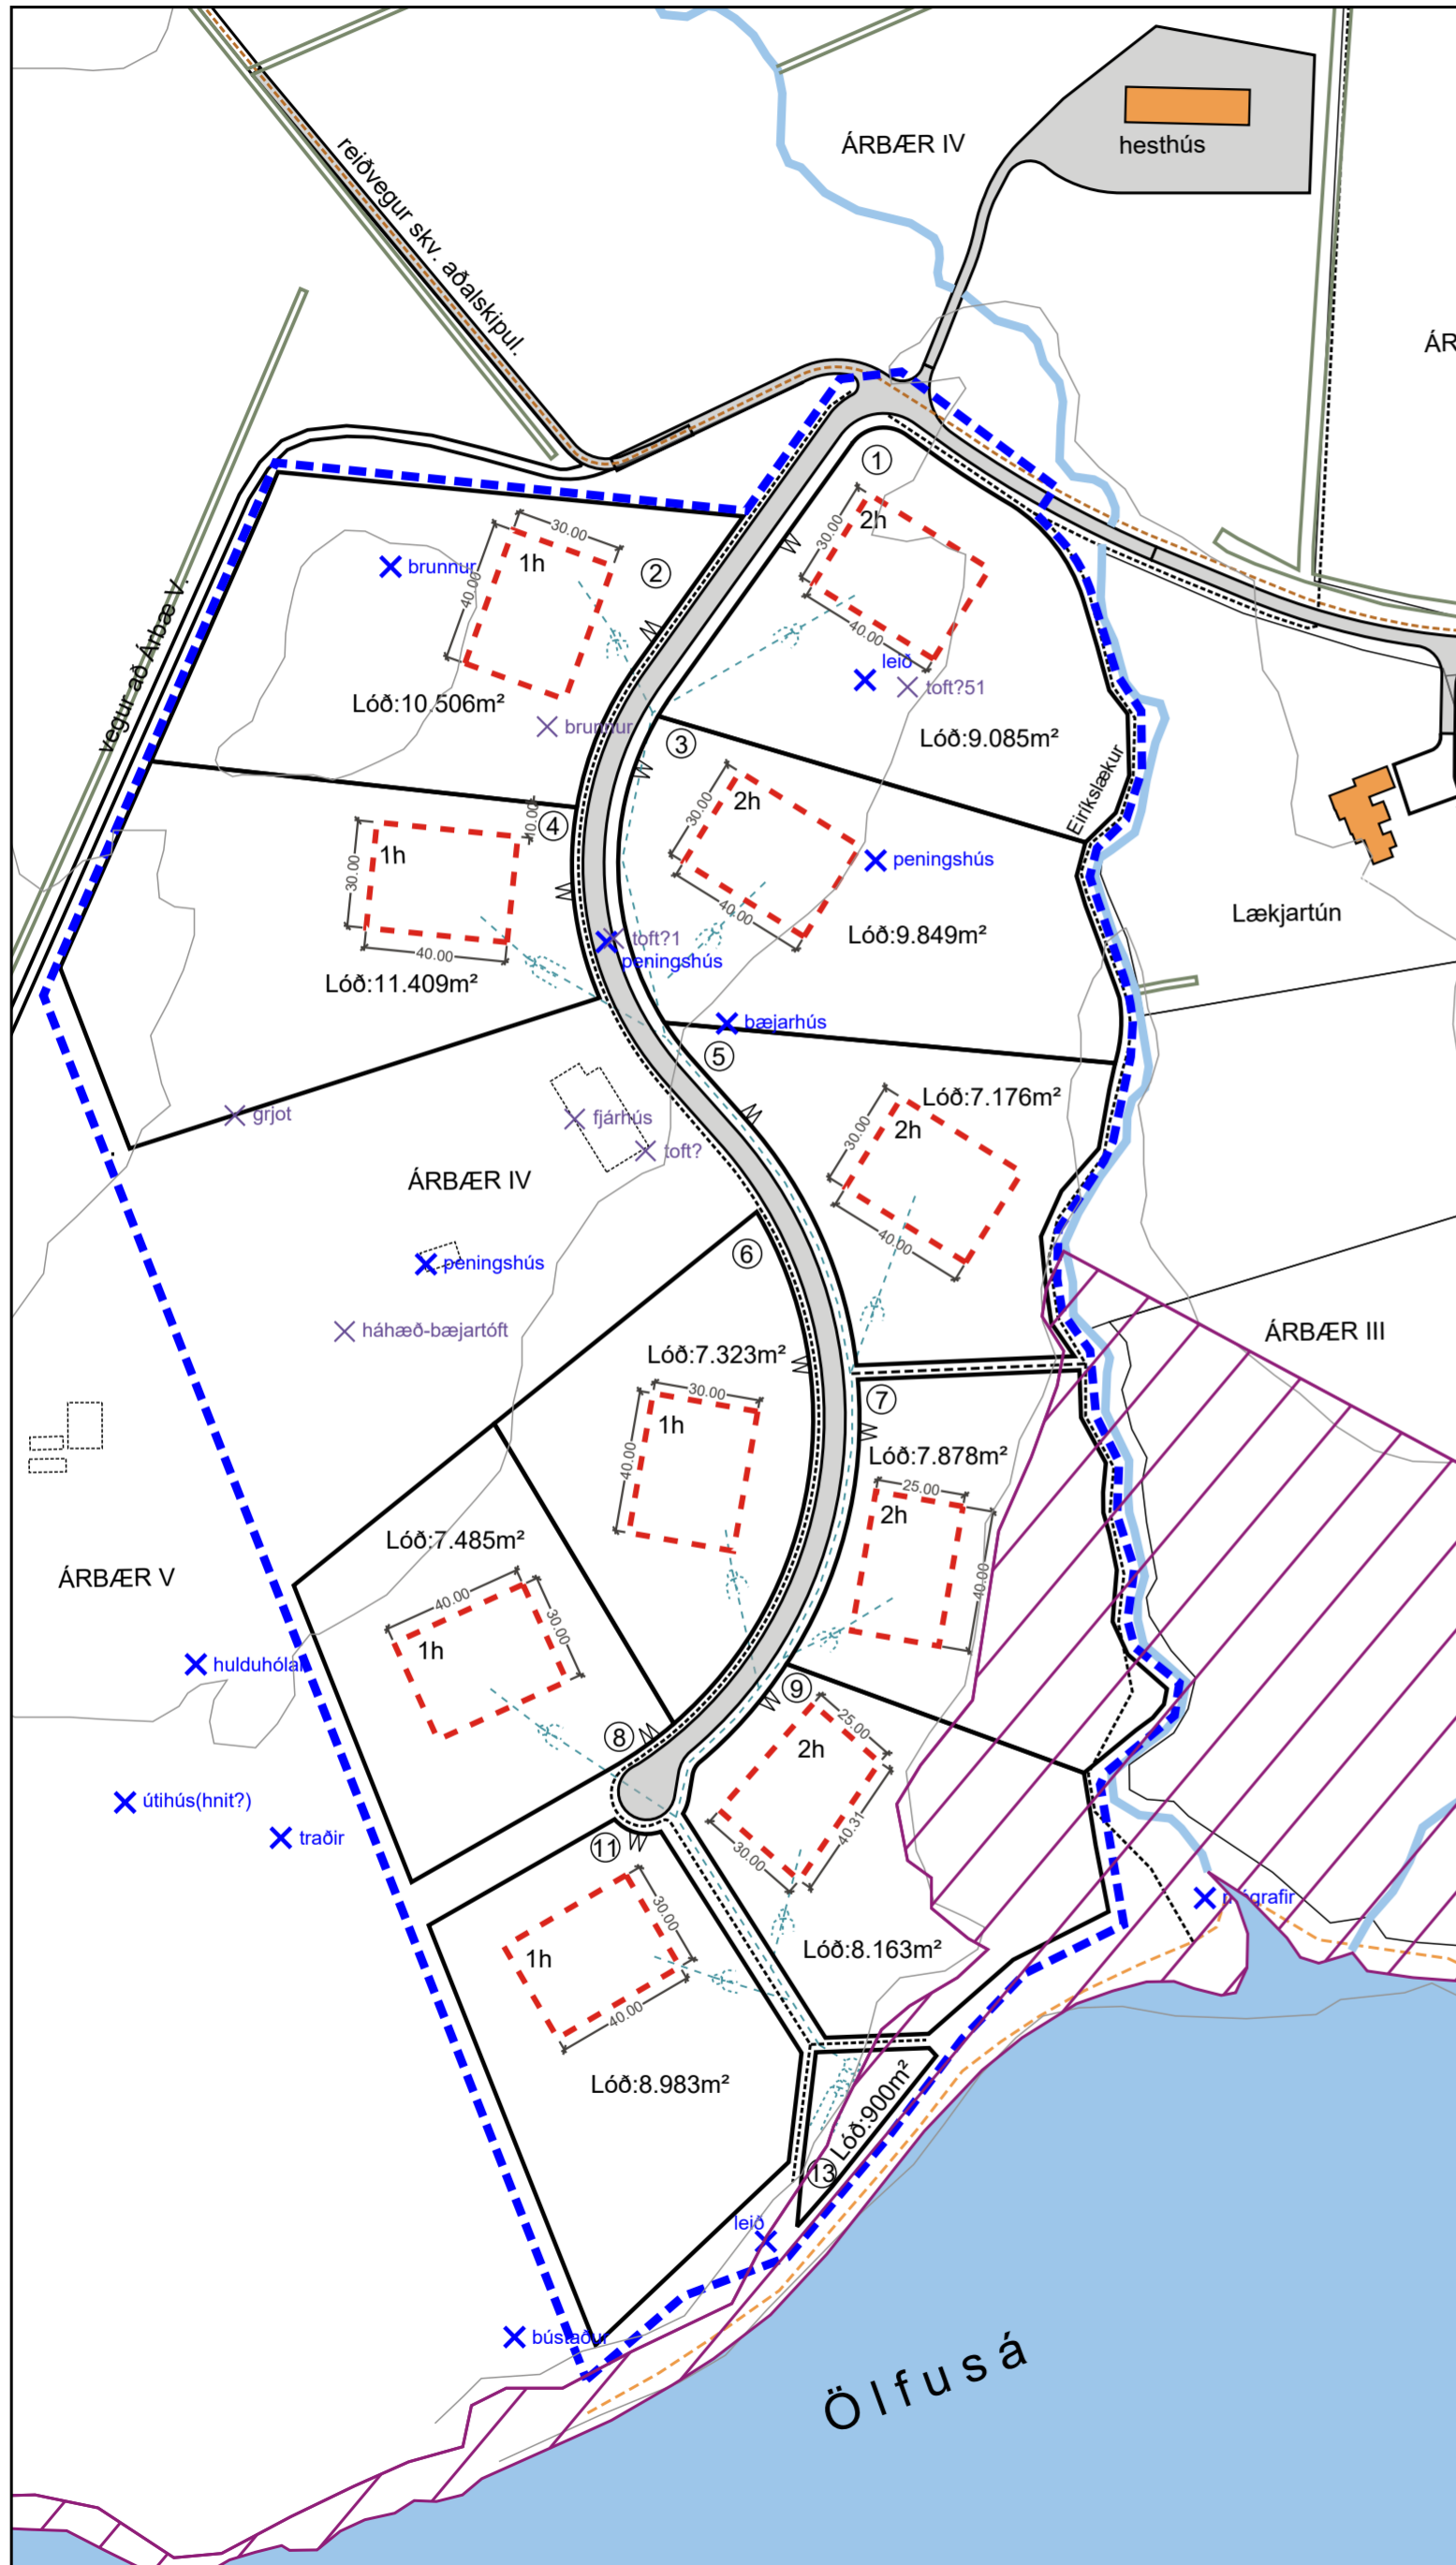 ÁRBÆR IV
hesthús
reiðvegur skv. aðalskipul.
ÁR
vegur að Árbæ V.
1
2h
30.00
40.00
leið
toft?51
Lóð:9.085m²
2
1h
30.00
40.00
brunnur
Lóð:10.506m²
brunnur
W
W
W
3
2h
30.00
40.00
peningshús
Lóð:9.849m²
Eiríkslækur
4
40.00
1h
30.00
40.00
Lóð:11.409m²
W
toft?1
peningshús
bæjarhús
Lækjartún
5
W
Lóð:7.176m²
2h
30.00
40.00
grjot
fjárhús
toft?
ÁRBÆR IV
peningshús
háhæð-bæjartóft
6
Lóð:7.323m²
W
30.00
1h
40.00
ÁRBÆR III
7
W
Lóð:7.878m²
25.00
2h
40.00
Lóð:7.485m²
40.00
30.00
1h
ÁRBÆR V
hulduhólar
8
W
9
W
2h
25.00
40.31
30.00
Lóð:8.163m²
útihús(hnit?)
traðir
11
W
1h
30.00
40.00
Lóð:8.983m²
Lóð:900m²
13
leið
bústaður
Ölfusá